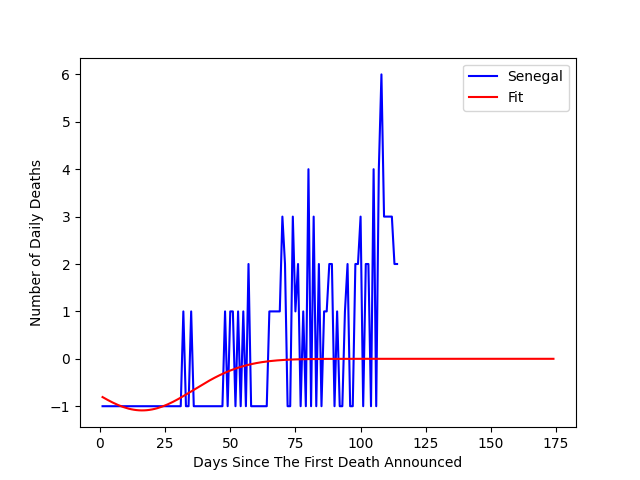 Senegal
Fit
Number of Daily Deaths
6
5
4
3
2
1
0
−1
0 25 50 75 100 125 150 175
Days Since The First Death Announced